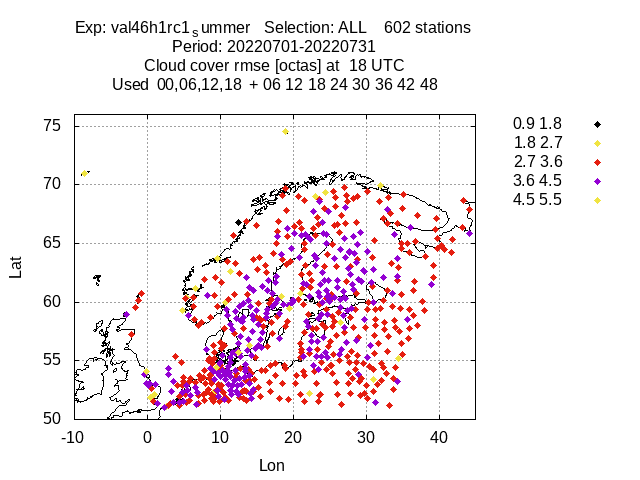 Exp: val46h1rc1summer Selection: ALL 602 stations
Period: 20220701-20220731
Cloud cover rmse [octas] at 18 UTC
Used 00,06,12,18 + 06 12 18 24 30 36 42 48
0.9 1.8
1.8 2.7
2.7 3.6
3.6 4.5
4.5 5.5
Lat
75
70
65
60
55
50
-10 0 10 20 30 40
Lon